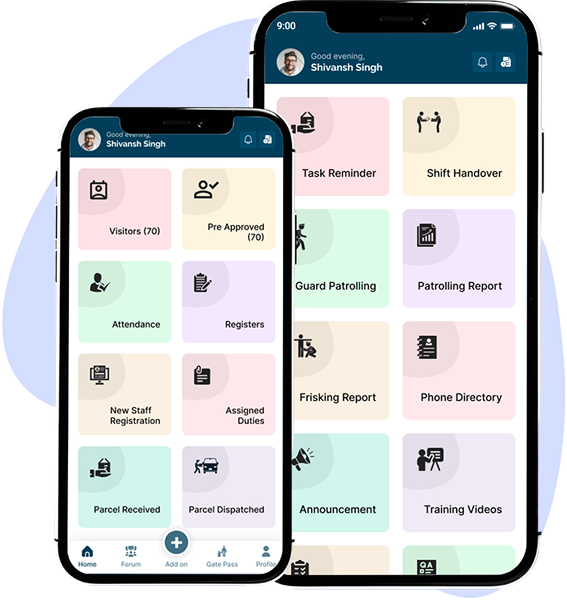 9:00
Good evening,
Shivansh Singh
Task Reminder
Shift Handover
Guard Patrolling
Patrolling Report
Frisking Report
Phone Directory
Announcement
Training Videos
QA
Good evening,
Shivansh Singh
Visitors (70)
Pre Approved
(70)
Attendance
Registers
New Staff
Registration
Assigned
Duties
Parcel Received
Parcel Dispatched
Home
Forum
Add on
Gate Pass
Profile